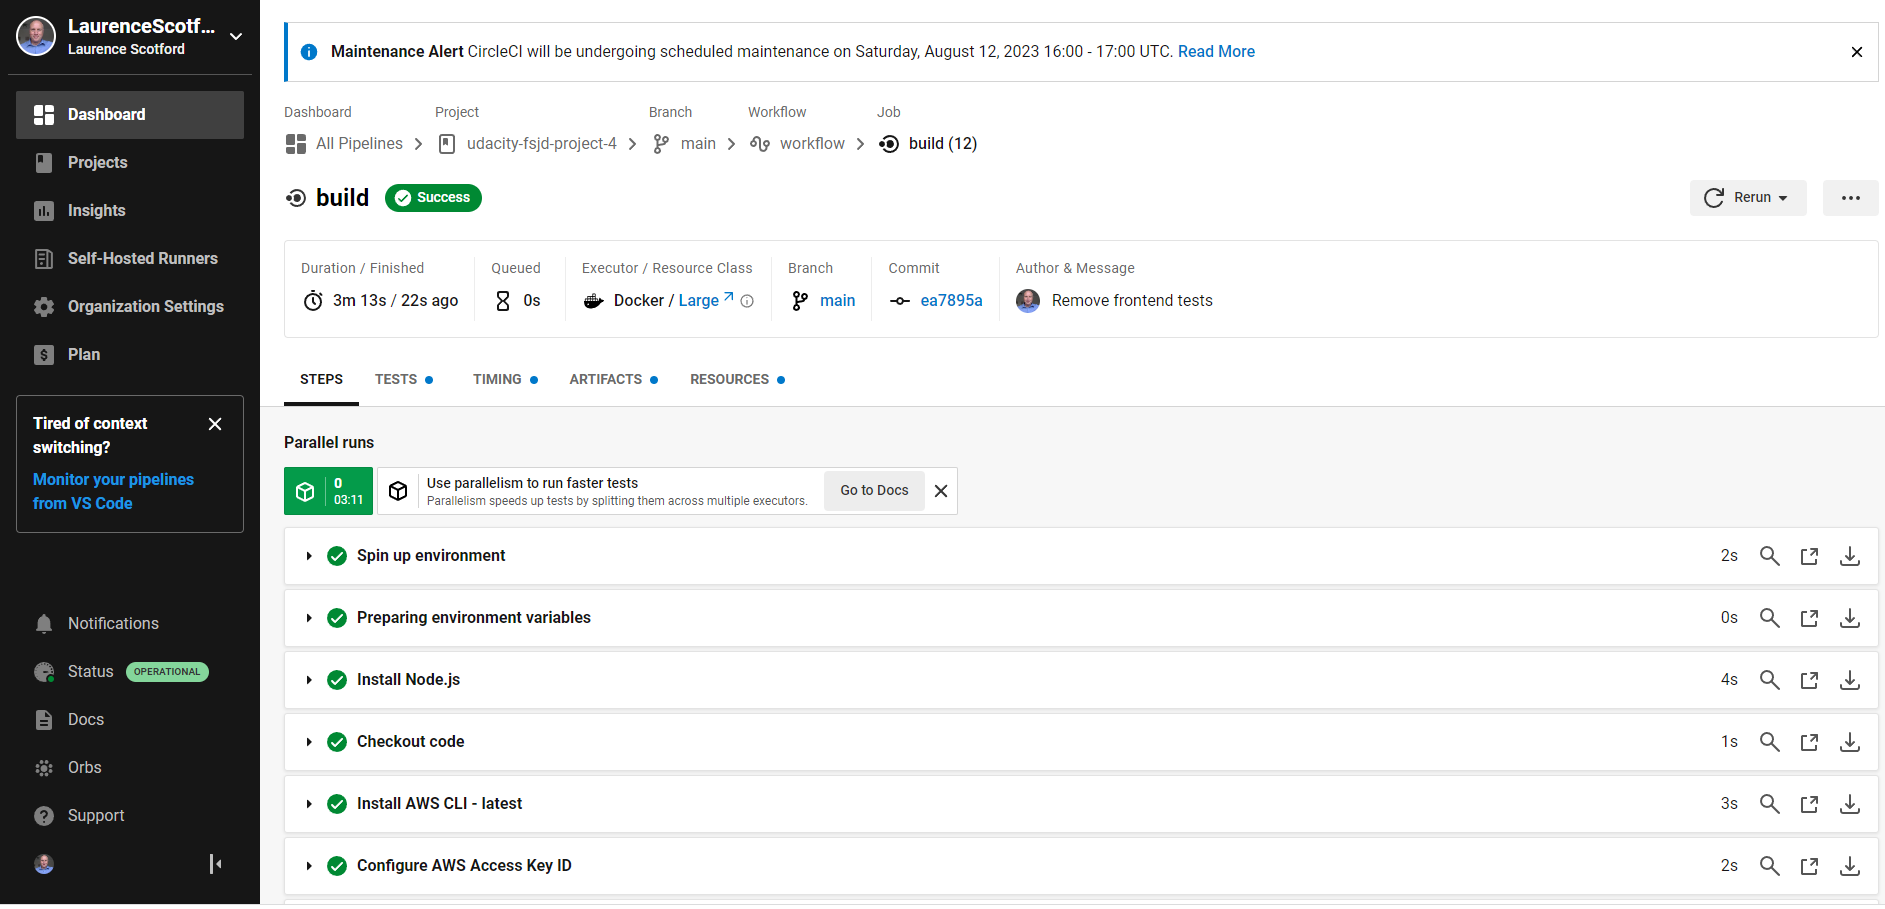 LaurenceScotf...
Laurence Scotford
Dashboard
Projects
Insights
Self-Hosted Runners
Organization Settings
Plan
Tired of context
switching?
Monitor your pipelines
from VS Code
Notifications
Status OPERATIONAL
Docs
Orbs
Support
Maintenance Alert CircleCI will be undergoing scheduled maintenance on Saturday, August 12, 2023 16:00 - 17:00 UTC. Read More
Dashboard Project Branch Workflow Job
All Pipelines udacity-fsjd-project-4 main workflow build (12)
build Success
Rerun
Duration / Finished Queued Executor / Resource Class Branch Commit Author & Message
3m 13s / 22s ago 0s Docker / Large main ea7895a Remove frontend tests
STEPS TESTS TIMING ARTIFACTS RESOURCES
Parallel runs
0
03:11
Use parallelism to run faster tests
Parallelism speeds up tests by splitting them across multiple executors.
Go to Docs
Spin up environment 2s
Preparing environment variables 0s
Install Node.js 4s
Checkout code 1s
Install AWS CLI - latest 3s
Configure AWS Access Key ID 2s